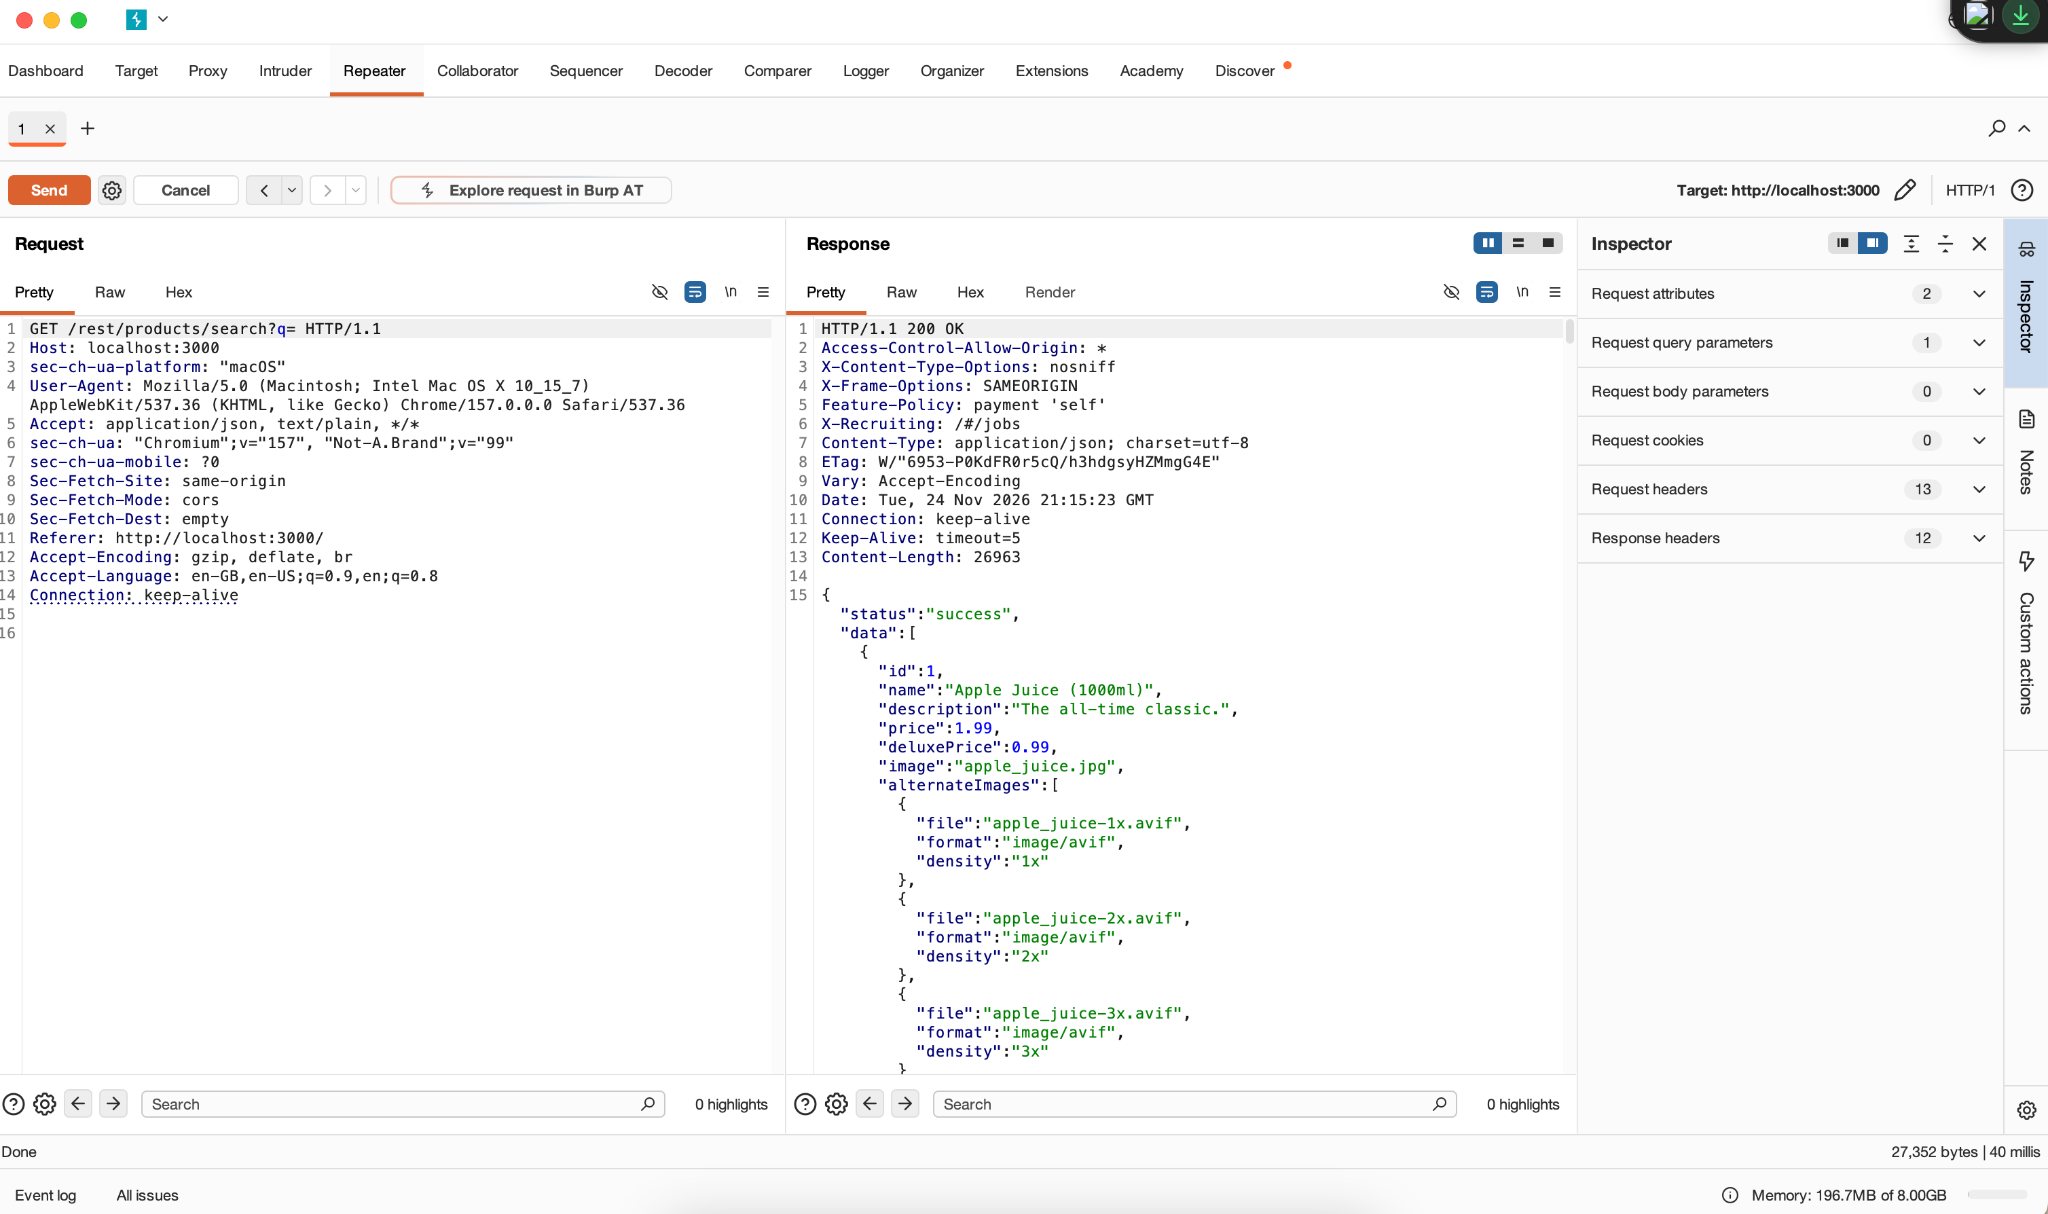 Dashboard Target Proxy Intruder Repeater Collaborator Sequencer Decoder Comparer Logger Organizer Extensions Academy Discover
1
Send Cancel Explore request in Burp AT Target: http://localhost:3000 HTTP/1
Request
Pretty Raw Hex \n
1 GET /rest/products/search?q= HTTP/1.1
2 Host: localhost:3000
3 sec-ch-ua-platform: "macOS"
4 User-Agent: Mozilla/5.0 (Macintosh; Intel Mac OS X 10_15_7)
AppleWebKit/537.36 (KHTML, like Gecko) Chrome/157.0.0.0 Safari/537.36
5 Accept: application/json, text/plain, */*
6 sec-ch-ua: "Chromium";v="157", "Not-A.Brand";v="99"
7 sec-ch-ua-mobile: ?0
8 Sec-Fetch-Site: same-origin
9 Sec-Fetch-Mode: cors
10 Sec-Fetch-Dest: empty
11 Referer: http://localhost:3000/
12 Accept-Encoding: gzip, deflate, br
13 Accept-Language: en-GB,en-US;q=0.9,en;q=0.8
14 Connection: keep-alive
15
16
Search 0 highlights
Response
Pretty Raw Hex Render \n
1 HTTP/1.1 200 OK
2 Access-Control-Allow-Origin: *
3 X-Content-Type-Options: nosniff
4 X-Frame-Options: SAMEORIGIN
5 Feature-Policy: payment 'self'
6 X-Recruiting: /#/jobs
7 Content-Type: application/json; charset=utf-8
8 ETag: W/"6953-P0KdFR0r5cQ/h3hdgsyHZMmgG4E"
9 Vary: Accept-Encoding
10 Date: Tue, 24 Nov 2026 21:15:23 GMT
11 Connection: keep-alive
12 Keep-Alive: timeout=5
13 Content-Length: 26963
14
15 {
"status":"success",
"data":[
{
"id":1,
"name":"Apple Juice (1000ml)",
"description":"The all-time classic.",
"price":1.99,
"deluxePrice":0.99,
"image":"apple_juice.jpg",
"alternateImages":[
{
"file":"apple_juice-1x.avif",
"format":"image/avif",
"density":"1x"
},
{
"file":"apple_juice-2x.avif",
"format":"image/avif",
"density":"2x"
},
{
"file":"apple_juice-3x.avif",
"format":"image/avif",
"density":"3x"
}
Search 0 highlights
Inspector
Request attributes 2
Request query parameters 1
Request body parameters 0
Request cookies 0
Request headers 13
Response headers 12
Inspector
Notes
Custom actions
Done 27,352 bytes | 40 millis
Event log All issues Memory: 196.7MB of 8.00GB